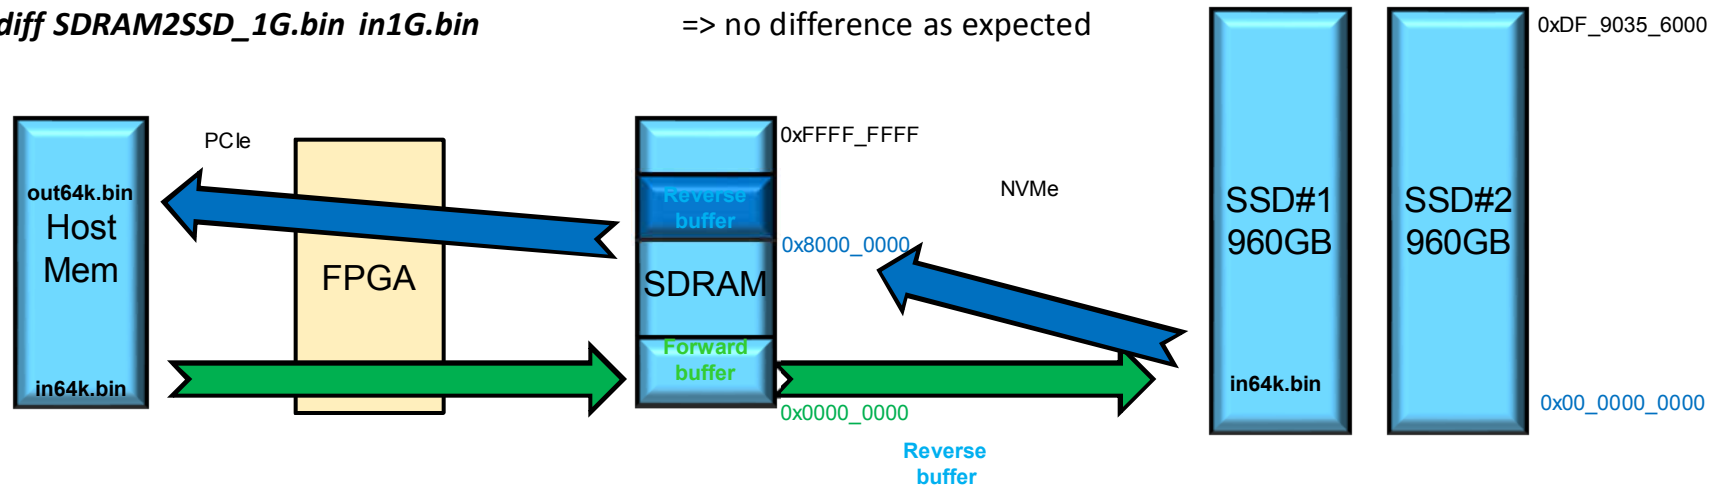 diff SDRAM2SSD_1G.bin in1G.bin
=> no difference as expected
0xDF_9035_6000
PCIe
0xFFFF_FFFF
out64k.bin
Host
Mem
in64k.bin
FPGA
Reverse
buffer
0x8000_0000
SDRAM
Forward
buffer
0x0000_0000
NVMe
SSD#1
960GB
in64k.bin
SSD#2
960GB
0x00_0000_0000
Reverse
buffer